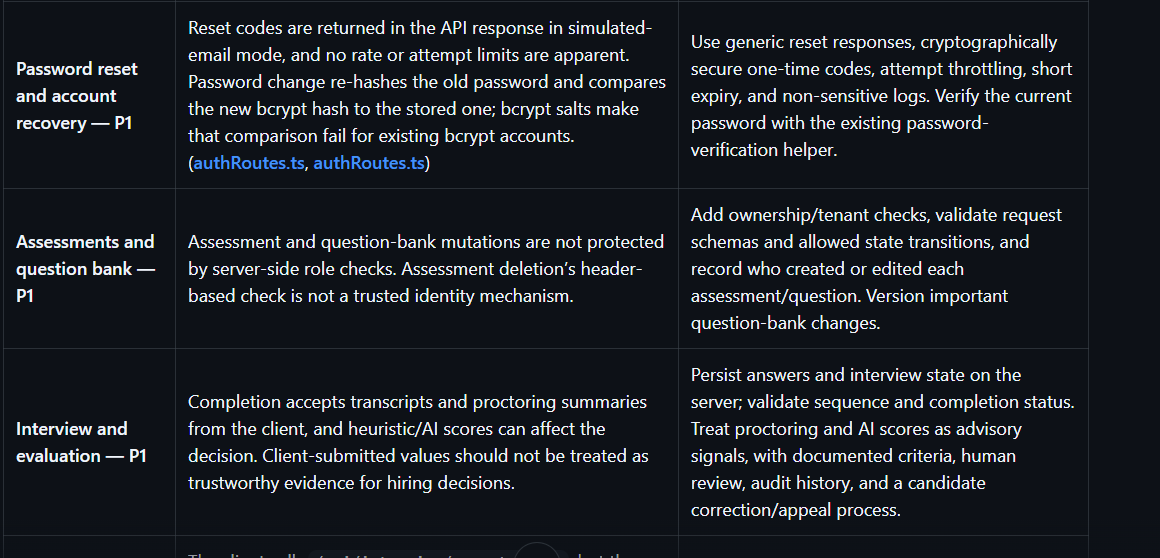 Password reset
and account
recovery — P1
Reset codes are returned in the API response in simulated-
email mode, and no rate or attempt limits are apparent.
Password change re-hashes the old password and compares
the new bcrypt hash to the stored one; bcrypt salts make
that comparison fail for existing bcrypt accounts.
(authRoutes.ts, authRoutes.ts)
Use generic reset responses, cryptographically
secure one-time codes, attempt throttling, short
expiry, and non-sensitive logs. Verify the current
password with the existing password-
verification helper.
Assessments and
question bank —
P1
Assessment and question-bank mutations are not protected
by server-side role checks. Assessment deletion’s header-
based check is not a trusted identity mechanism.
Add ownership/tenant checks, validate request
schemas and allowed state transitions, and
record who created or edited each
assessment/question. Version important
question-bank changes.
Interview and
evaluation — P1
Completion accepts transcripts and proctoring summaries
from the client, and heuristic/AI scores can affect the
decision. Client-submitted values should not be treated as
trustworthy evidence for hiring decisions.
Persist answers and interview state on the
server; validate sequence and completion status.
Treat proctoring and AI scores as advisory
signals, with documented criteria, human
review, audit history, and a candidate
correction/appeal process.